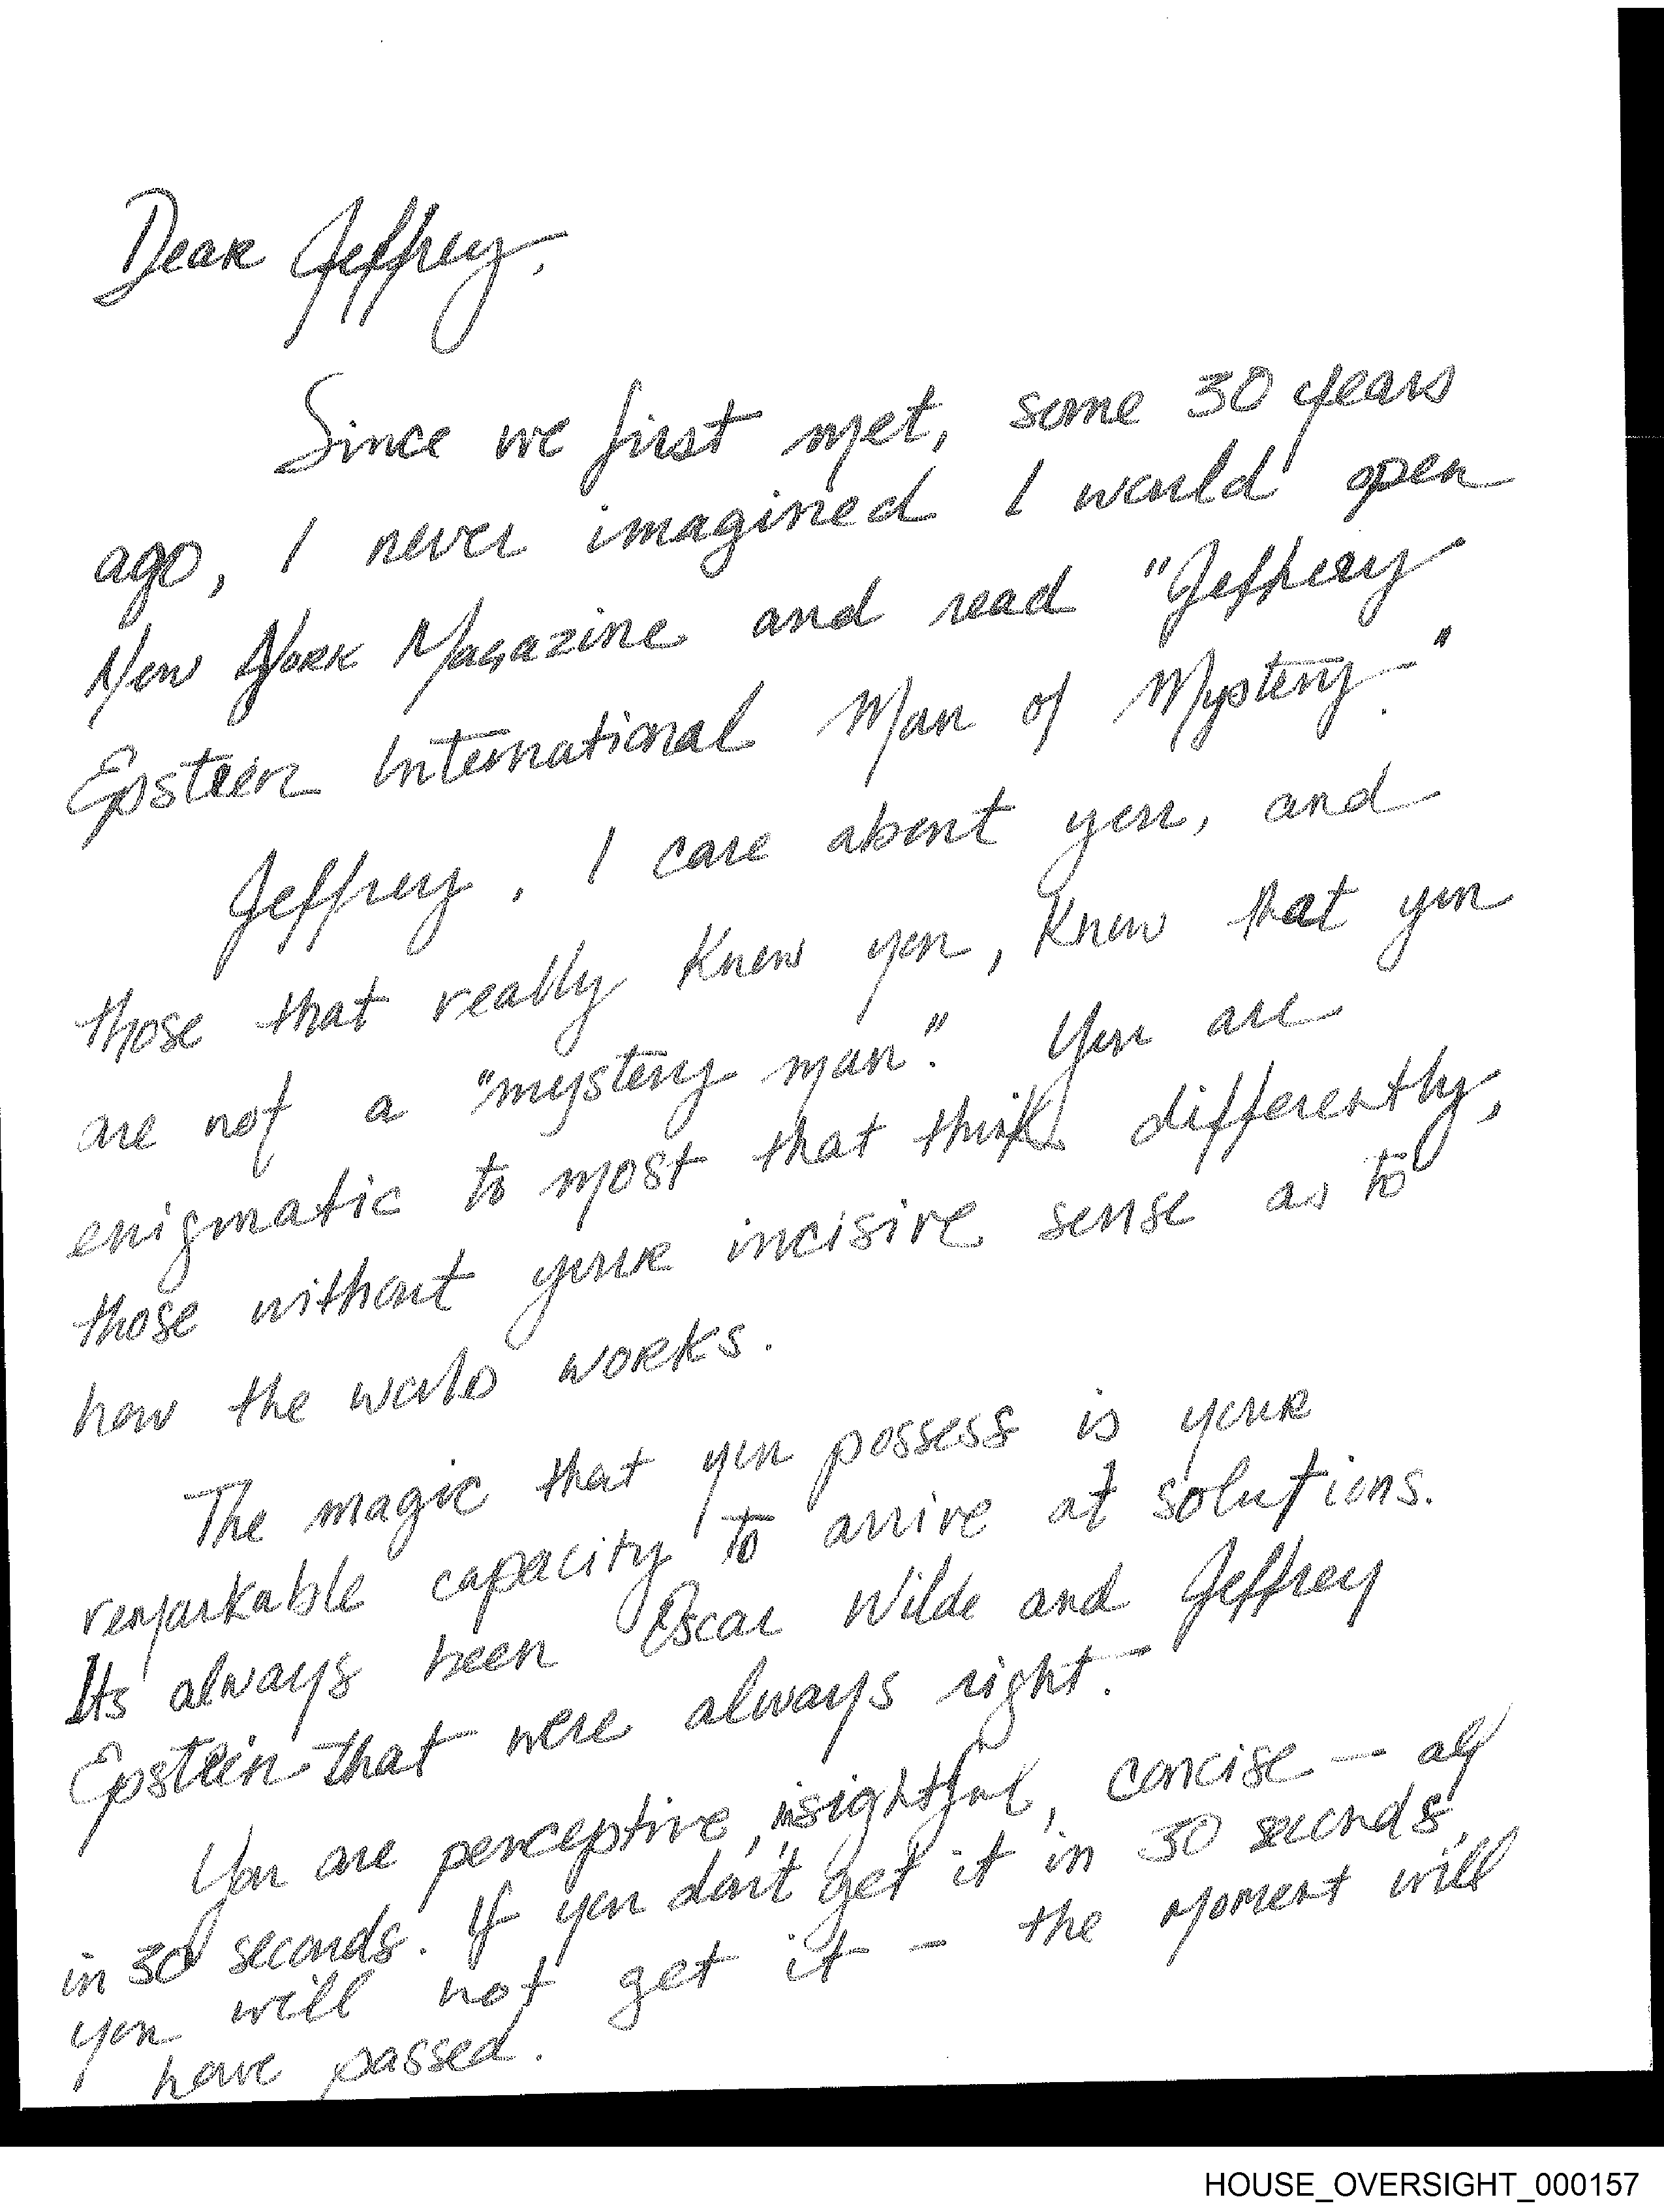 Dear Jeffrey,
Since we first met, some 30 years
ago, I never imagined I would open
New York Magazine and read "Jeffrey
Epstein International Man of Mystery."
Jeffrey, I care about you, and
those that really know you, know that you
are not a "mystery man". You are
enigmatic to most that think differently,
those without your incisive sense as to
how the world works.
The magic that you possess is your
remarkable capacity to arrive at solutions.
Its always been Oscar Wilde and Jeffrey
Epstein that were always right.
You are perceptive, insightful, concise — all
in 30 seconds. If you don't get it in 30 seconds,
you will not get it – the moment will
have passed.
HOUSE_OVERSIGHT_000157